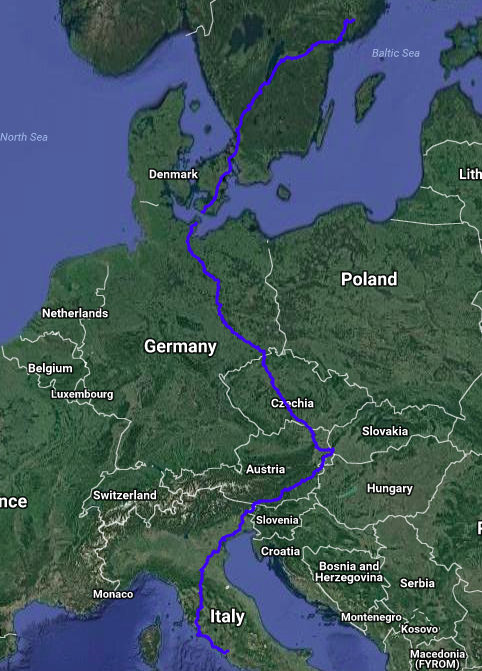 Baltic Sea
North Sea
Denmark
Lith
Poland
Netherlands
Germany
Belgium
Luxembourg
Czechia
Slovakia
Austria
Switzerland
Hungary
nce
Slovenia
Croatia
Bosnia and
Herzegovina
Serbia
Monaco
Italy
Montenegro
Kosovo
Macedonia
(FYROM)